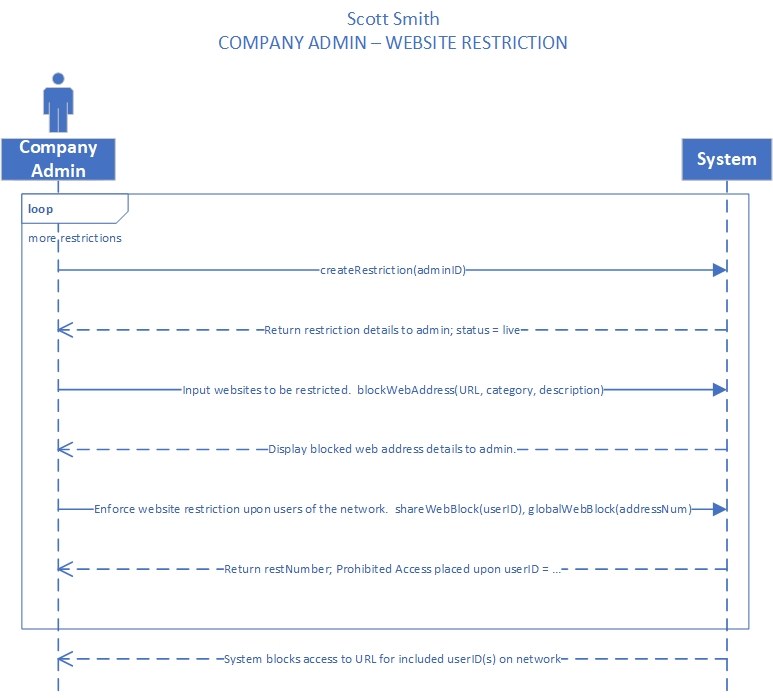 Scott Smith
COMPANY ADMIN – WEBSITE RESTRICTION
Company
Admin
System
loop
more restrictions
createRestriction(adminID)
Return restriction details to admin; status = live
Input websites to be restricted.  blockWebAddress(URL, category, description)
Display blocked web address details to admin.
Enforce website restriction upon users of the network.  shareWebBlock(userID), globalWebBlock(addressNum)
Return restNumber; Prohibited Access placed upon userID = ...
System blocks access to URL for included userID(s) on network